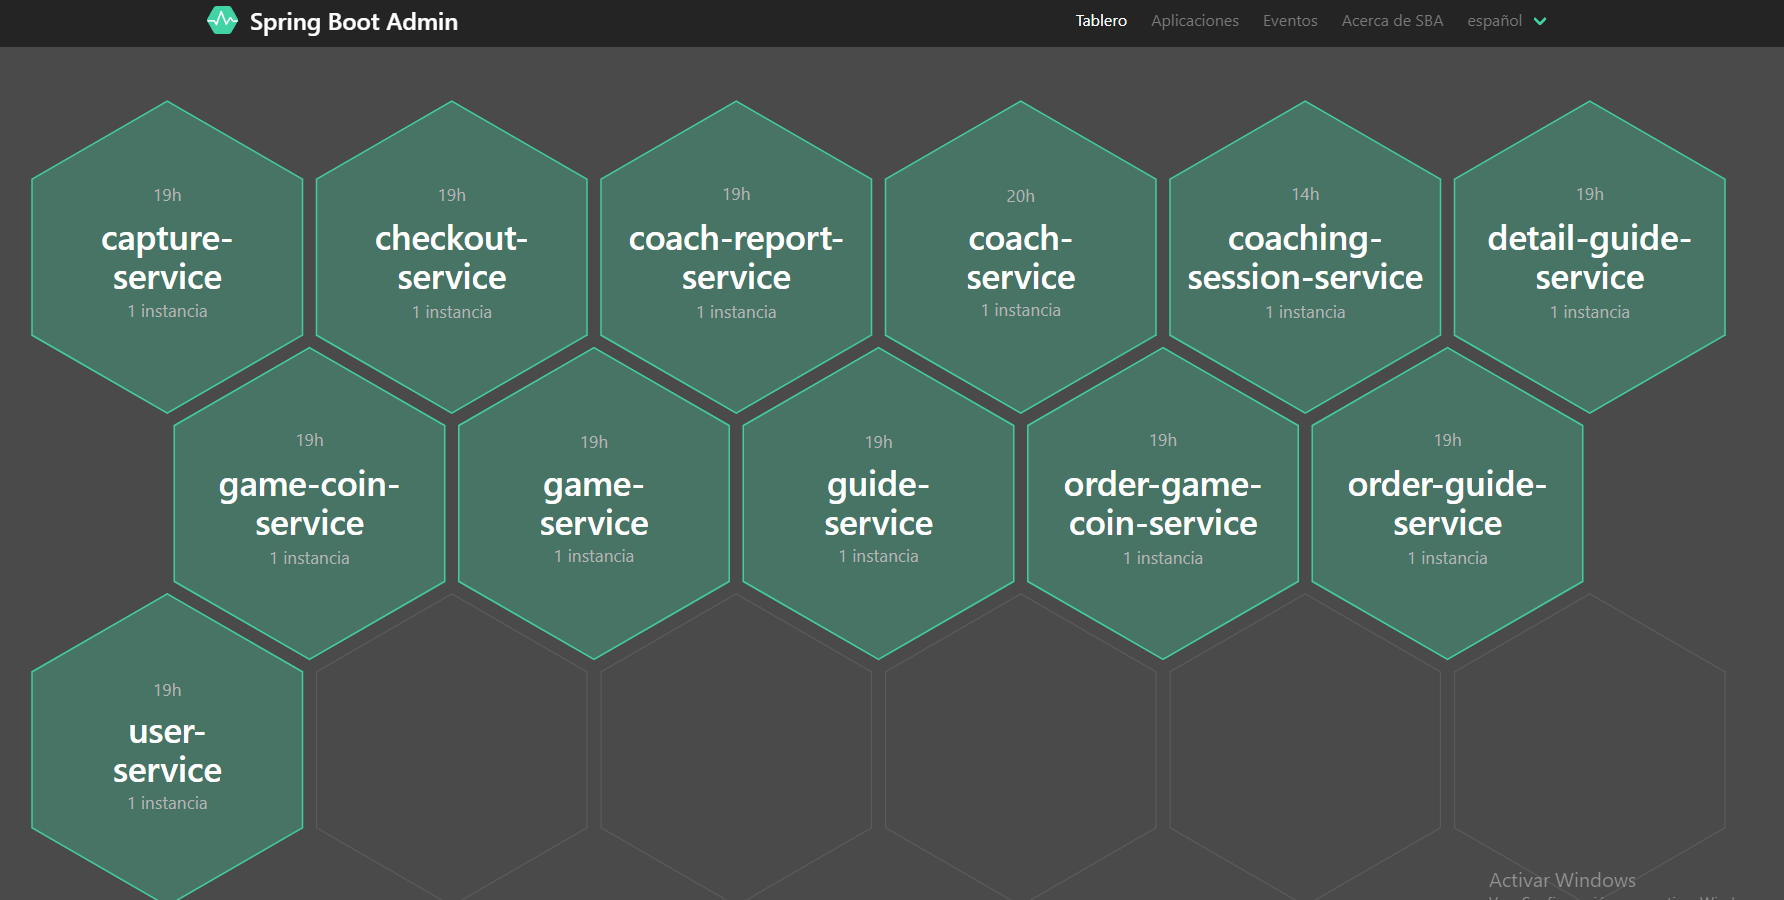 Spring Boot Admin
Tablero
Aplicaciones
Eventos
Acerca de SBA
español
19h
capture-
service
1 instancia
19h
checkout-
service
1 instancia
19h
coach-report-
service
1 instancia
20h
coach-
service
1 instancia
14h
coaching-
session-service
1 instancia
19h
detail-guide-
service
1 instancia
19h
game-coin-
service
1 instancia
19h
game-
service
1 instancia
19h
guide-
service
1 instancia
19h
order-game-
coin-service
1 instancia
19h
order-guide-
service
1 instancia
19h
user-
service
1 instancia
Activar Windows